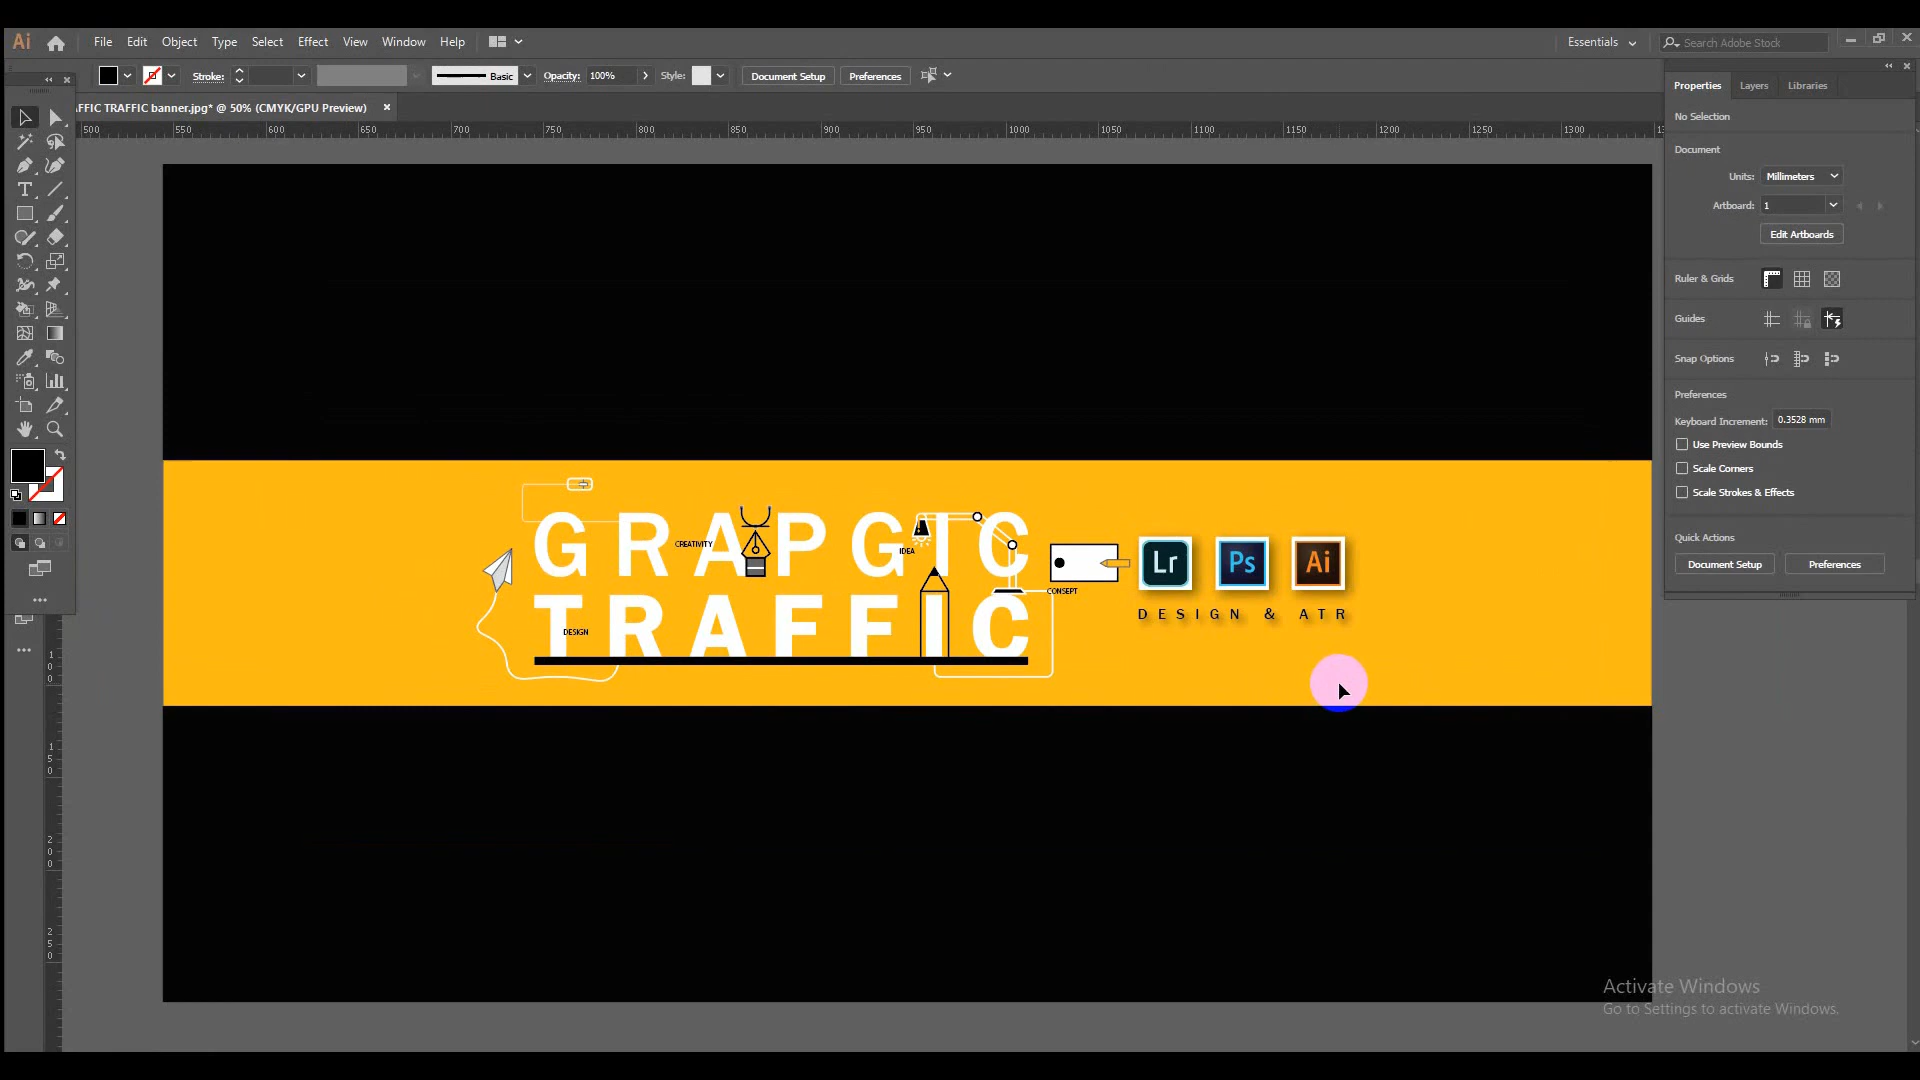 Ai File Edit Object Type Select Effect View Window Help Essentials Search Adobe Stock
Stroke: Basic Opacity: 100% Style: Document Setup Preferences
AFFIC TRAFFIC banner.jpg* @ 50% (CMYK/GPU Preview)
500 550 600 650 700 750 800 850 900 950 1000 1050 1100 1150 1200 1250 1300
Properties Layers Libraries
No Selection
Document
Units: Millimeters
Artboard: 1
Edit Artboards
Ruler & Grids
Guides
Snap Options
Preferences
Keyboard Increment: 0.3528 mm
Use Preview Bounds
Scale Corners
Scale Strokes & Effects
Quick Actions
Document Setup Preferences
GRAPGIC
CREATIVITY
IDEA
TRAFFIC
DESIGN
CONSEPT
Lr Ps Ai
DESIGN & ATR
100
150
200
250
Activate Windows
Go to Settings to activate Windows.